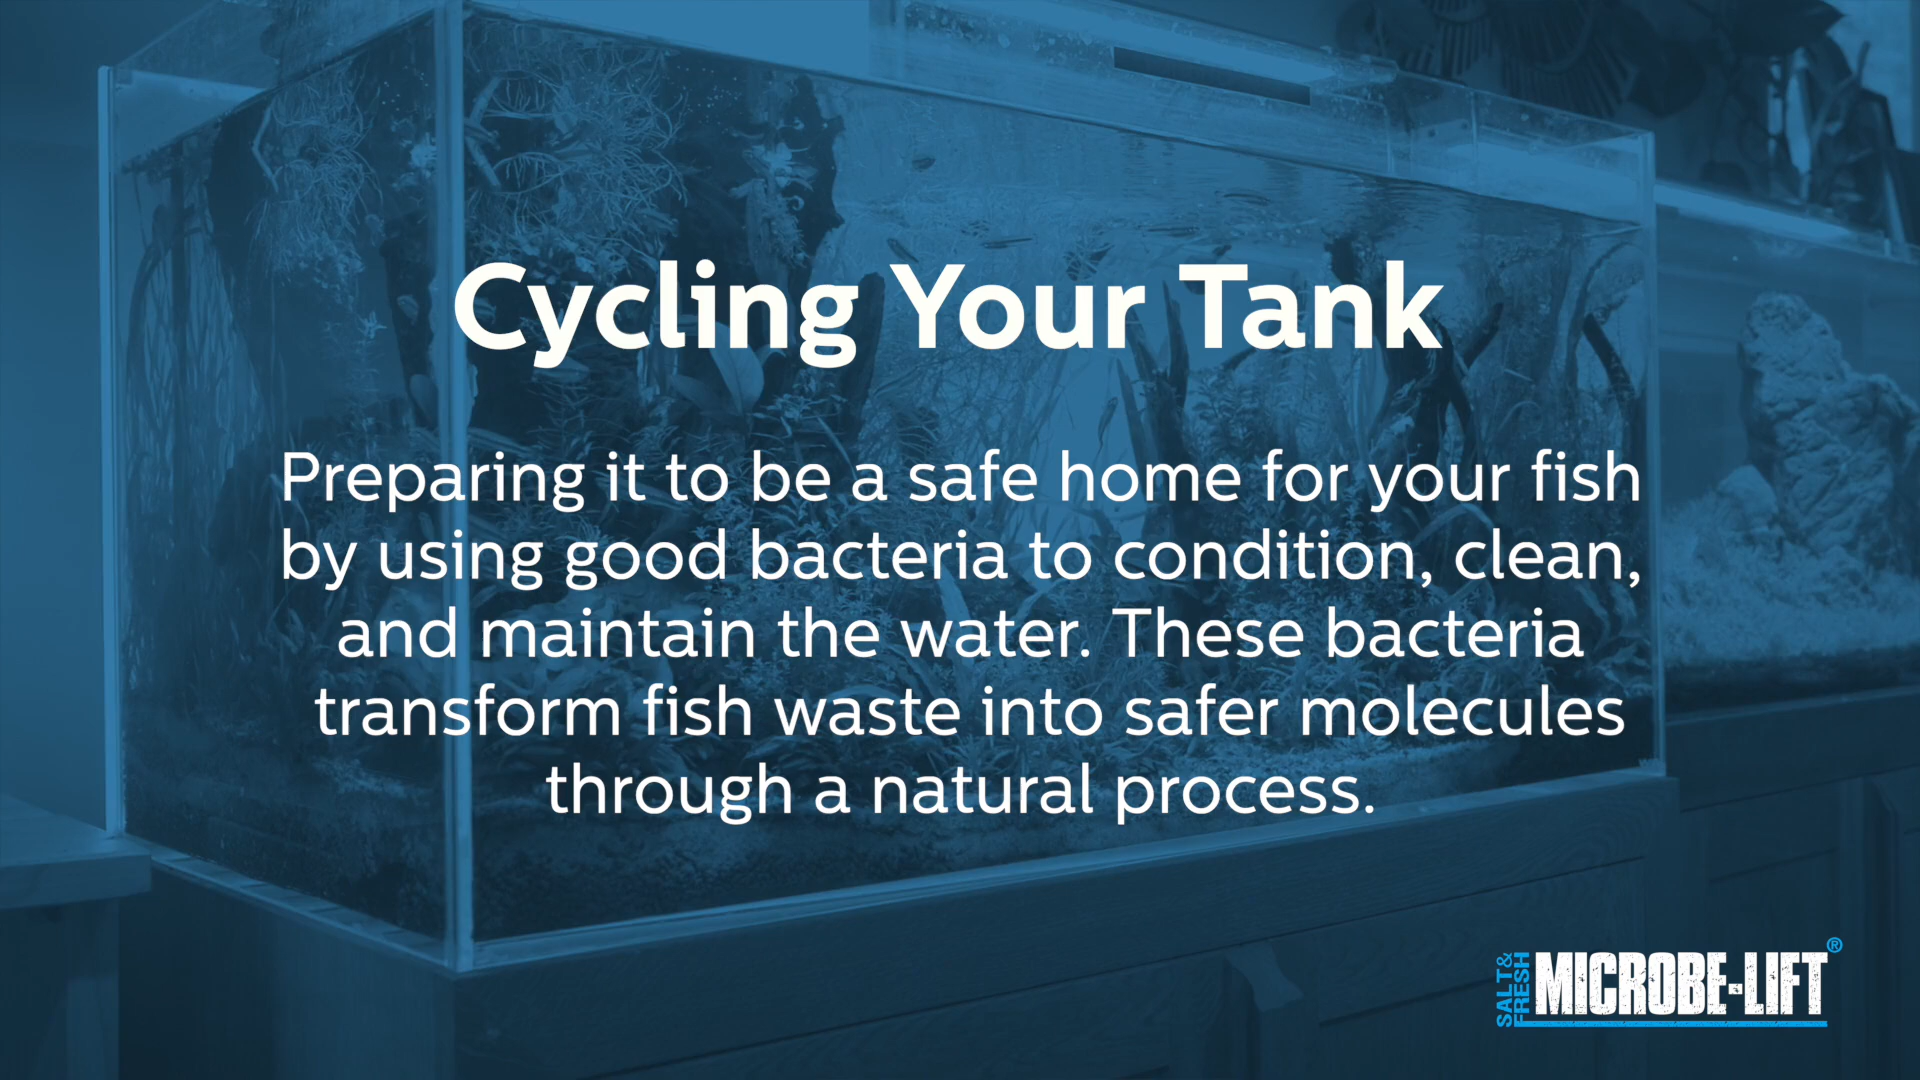 Cycling Your Tank
Preparing it to be a safe home for your fish
by using good bacteria to condition, clean,
and maintain the water. These bacteria
transform fish waste into safer molecules
through a natural process.
SALT &
FRESH
MICROBE-LIFT®